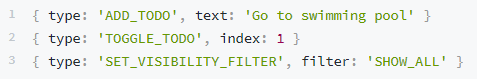 1 { type: 'ADD_TODO', text: 'Go to swimming pool' }
2 { type: 'TOGGLE_TODO', index: 1 }
3 { type: 'SET_VISIBILITY_FILTER', filter: 'SHOW_ALL' }